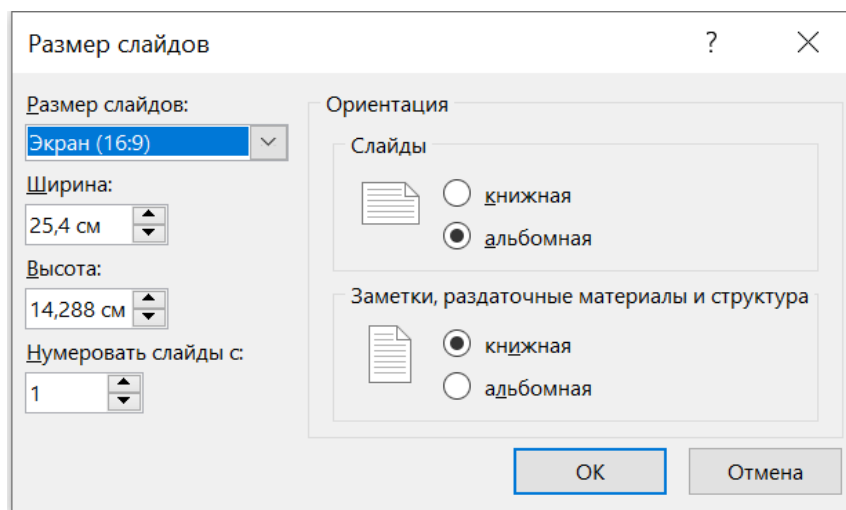 Размер слайдов
?
Размер слайдов:
Экран (16:9)
Ширина:
25,4 см
Высота:
14,288 см
Нумеровать слайды с:
1
Ориентация
Слайды
книжная
альбомная
Заметки, раздаточные материалы и структура
книжная
альбомная
ОК
Отмена